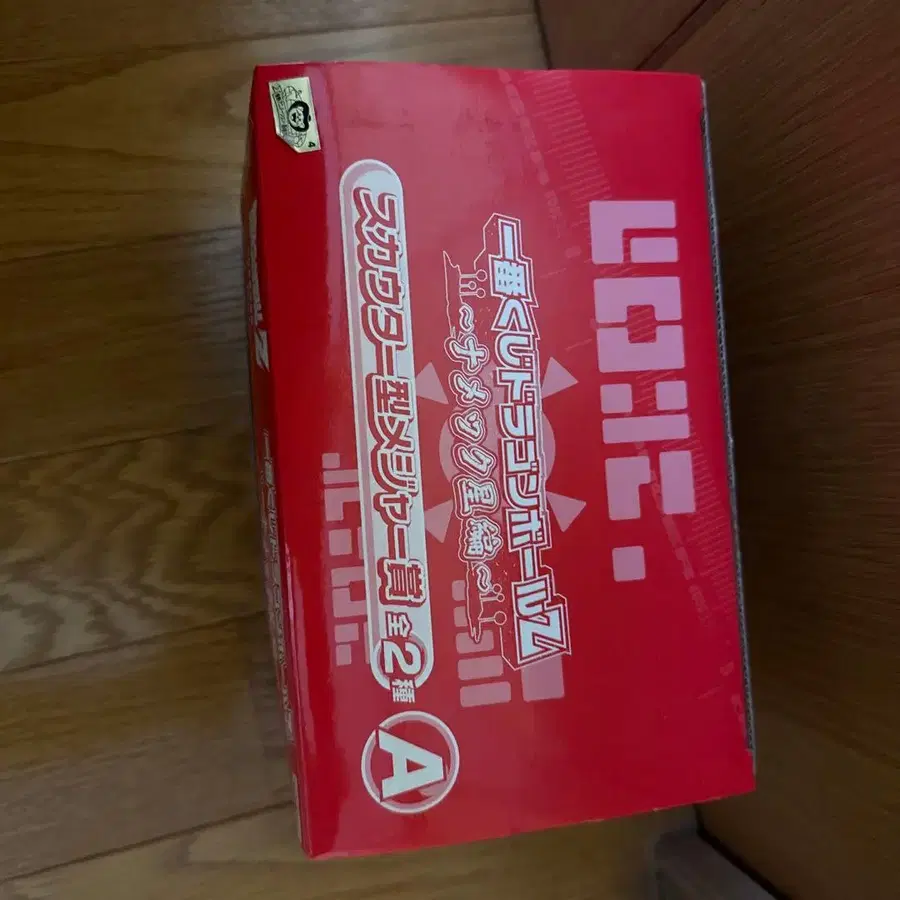 一番くじドラゴンボールZ
～ナメック星編～
スカウター型メジャー賞 全2種
A